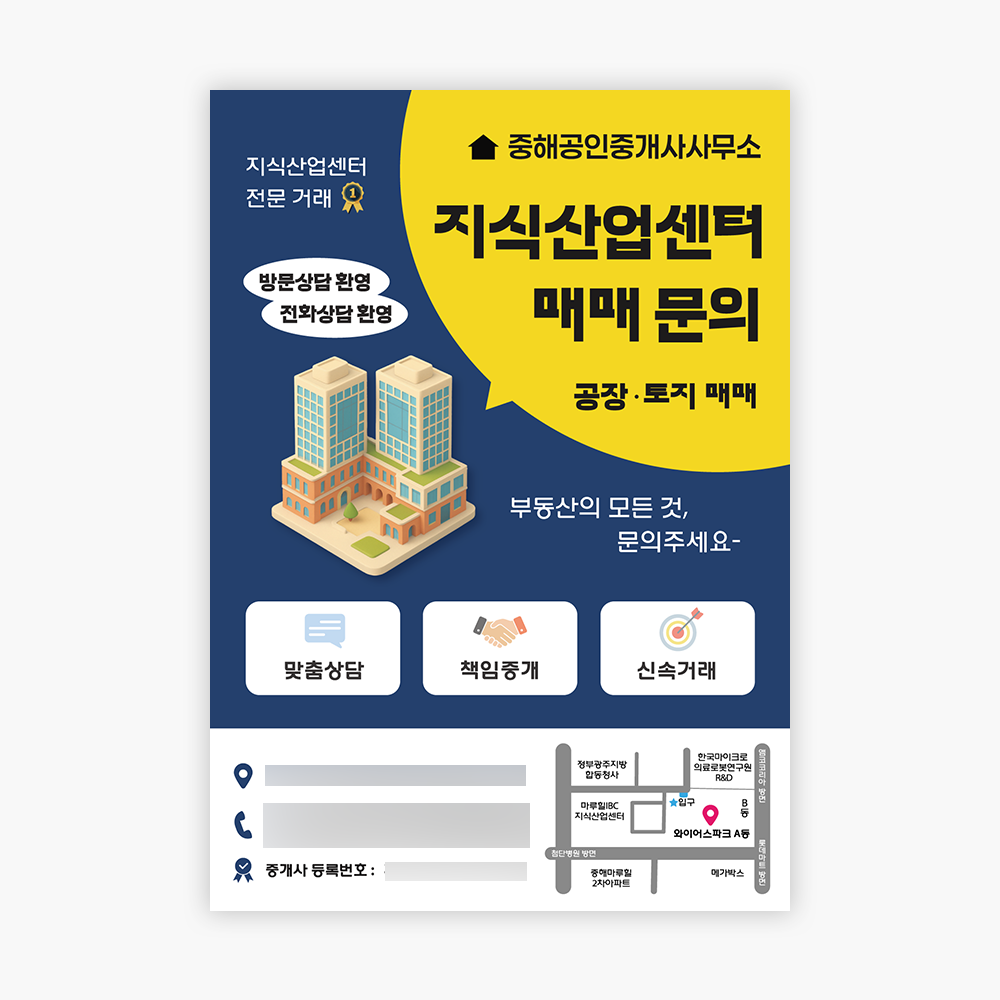 중해공인중개사사무소
지식산업센터
전문 거래
1
지식산업센터
매매 문의
공장·토지 매매
방문상담 환영
전화상담 환영
부동산의 모든 것,
문의주세요-
맞춤상담
책임중개
신속거래
중개사 등록번호 :
정부광주지방
합동청사
한국마이크로
의료로봇연구원
R&D
엠코코리아 방면
마루힐IBC
지식산업센터
입구
B
동
와이어스파크 A동
첨단병원 방면
롯데마트 방면
중해마루힐
2차아파트
메가박스